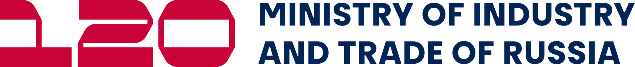 120
MINISTRY OF INDUSTRY
AND TRADE OF RUSSIA